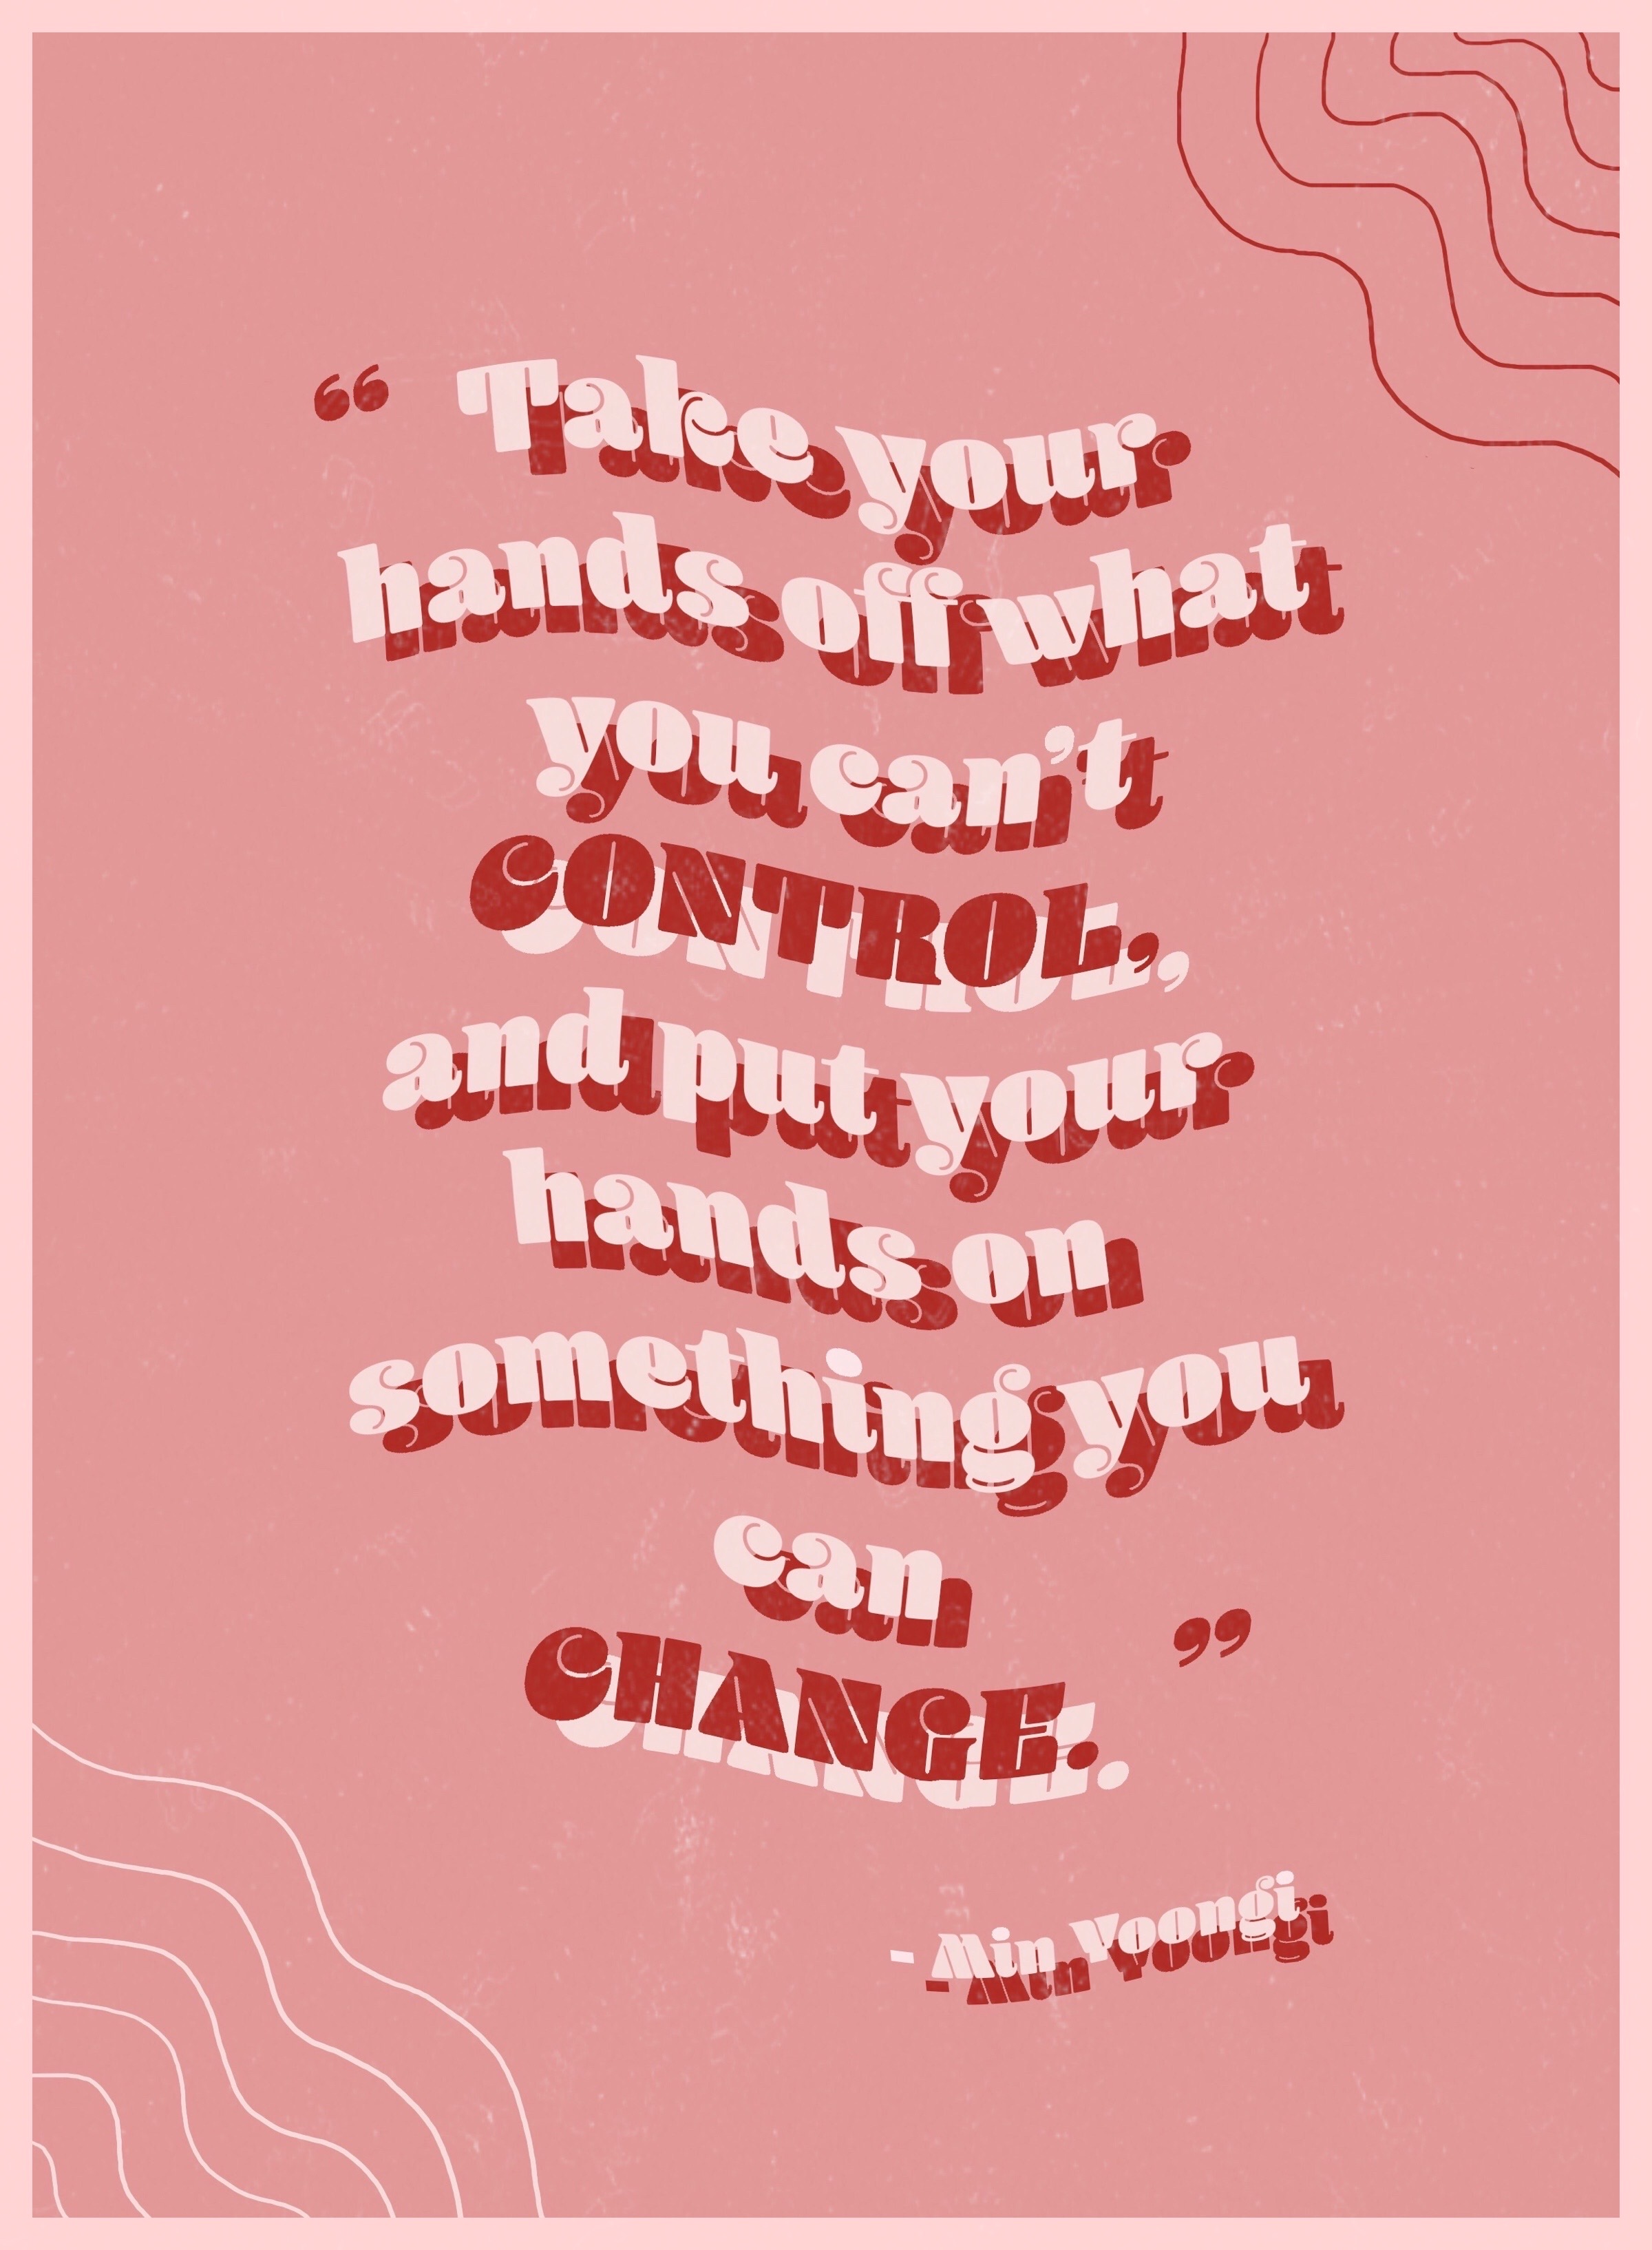 “ Take your
hands off what
you can’t
CONTROL,
and put your
hands on
something you
can
CHANGE. ”
- Min Yoongi